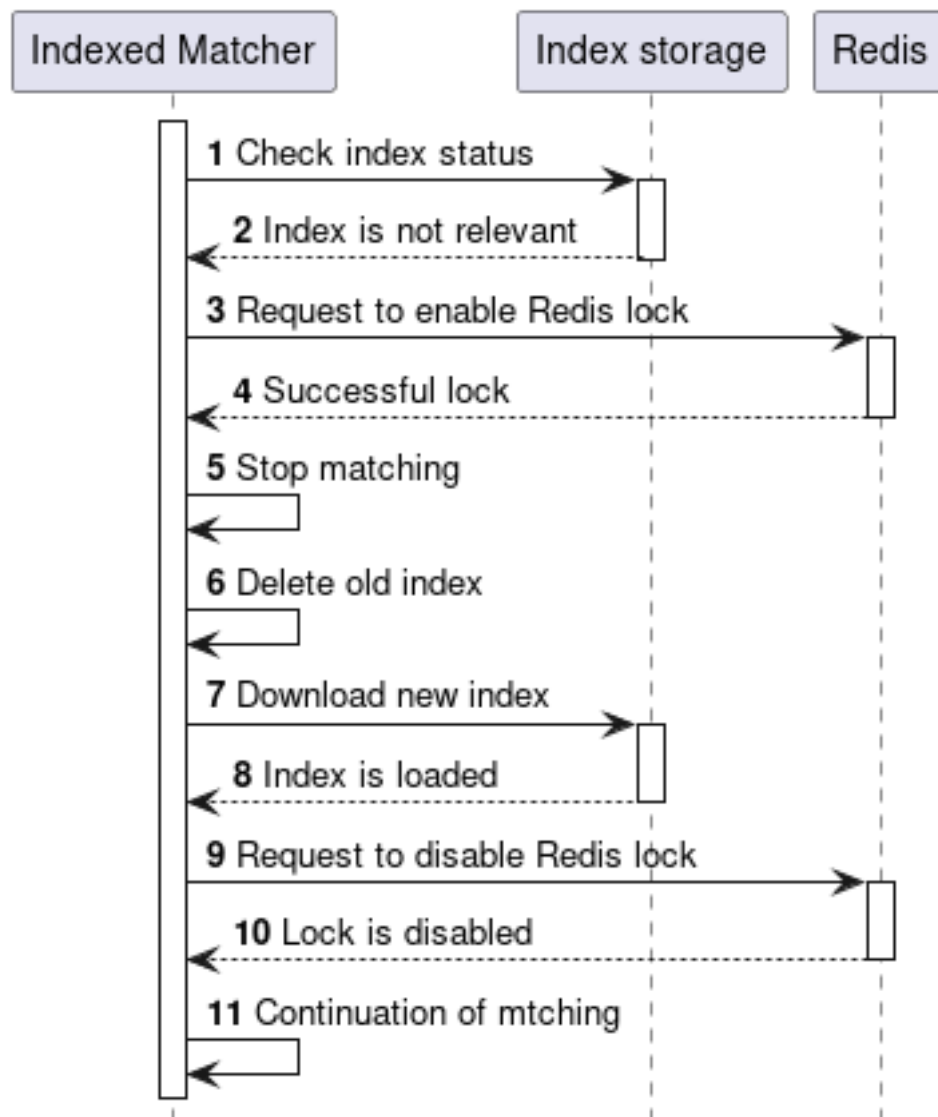 Indexed Matcher
Index storage
Redis
1 Check index status
2 Index is not relevant
3 Request to enable Redis lock
4 Successful lock
5 Stop matching
6 Delete old index
7 Download new index
8 Index is loaded
9 Request to disable Redis lock
10 Lock is disabled
11 Continuation of mtching